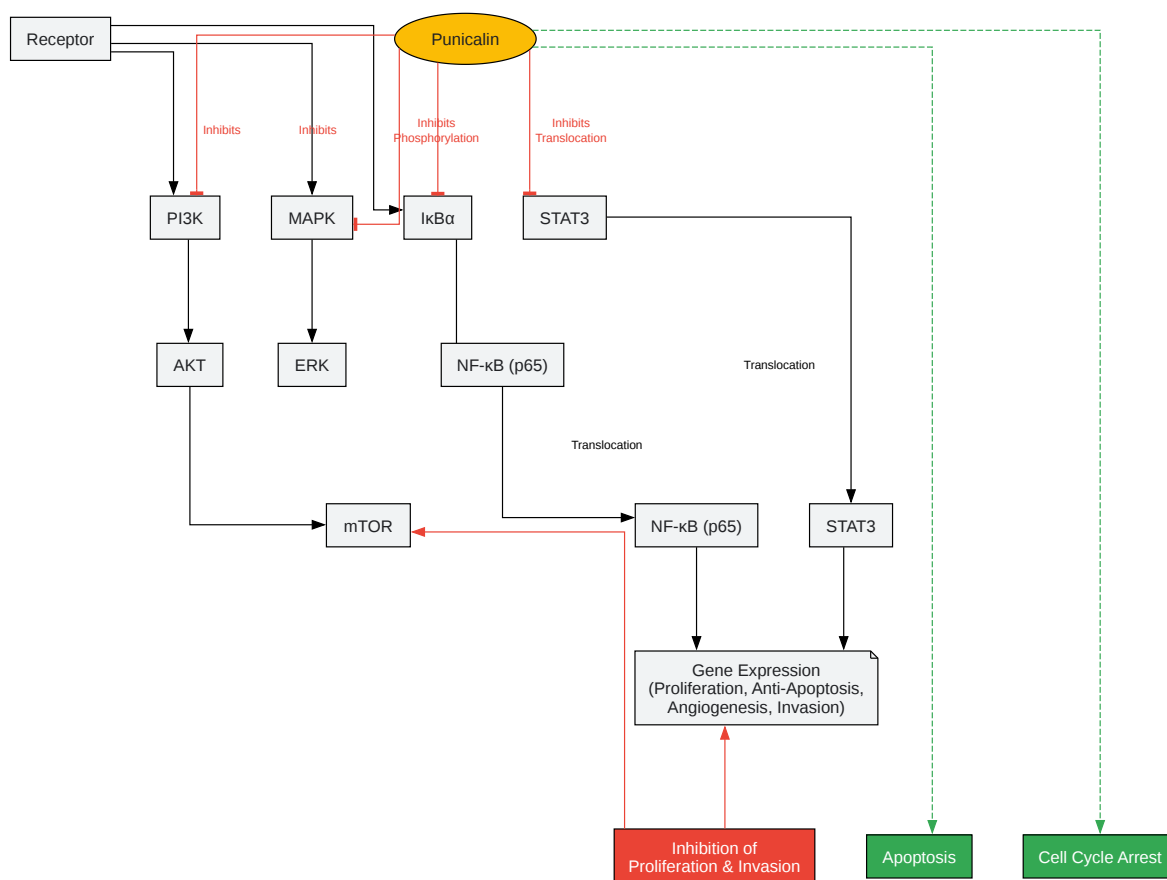 Receptor
Punicalin
Inhibits
Inhibits
Inhibits
Phosphorylation
Inhibits
Translocation
PI3K
MAPK
IκBα
STAT3
AKT
ERK
NF-κB (p65)
Translocation
Translocation
mTOR
NF-κB (p65)
STAT3
Gene Expression
(Proliferation, Anti-Apoptosis,
Angiogenesis, Invasion)
Inhibition of
Proliferation & Invasion
Apoptosis
Cell Cycle Arrest